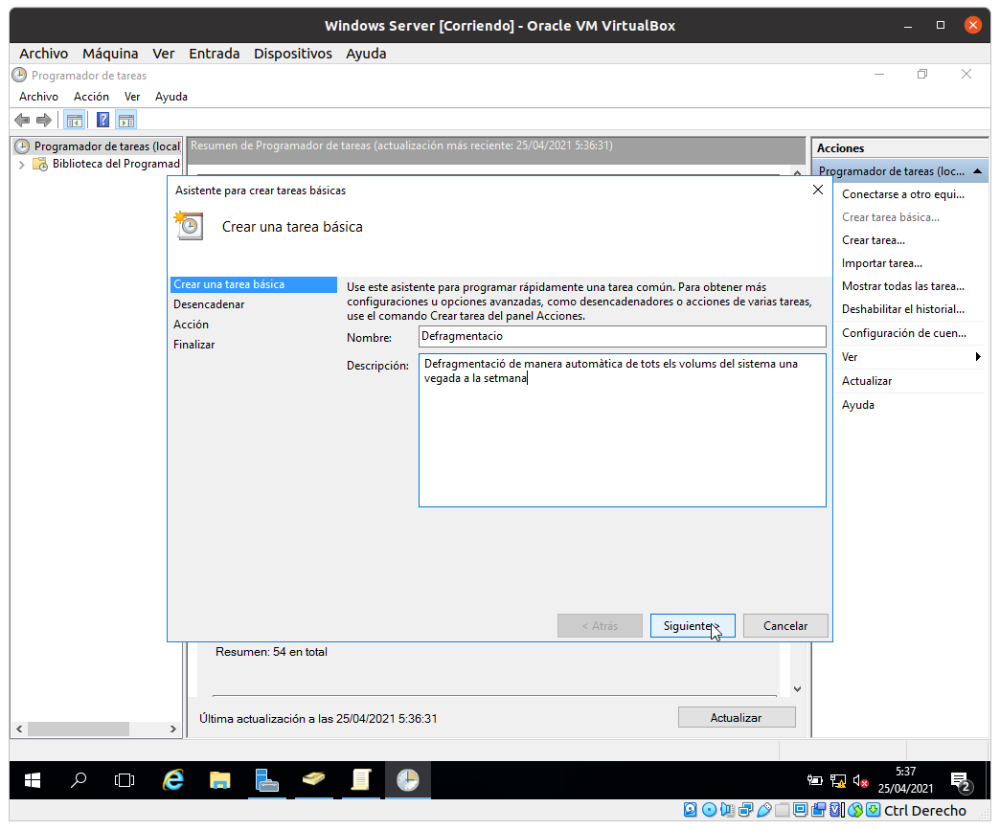 Windows Server [Corriendo] - Oracle VM VirtualBox
Archivo Máquina Ver Entrada Dispositivos Ayuda
Programador de tareas
Archivo Acción Ver Ayuda
Programador de tareas (local
Biblioteca del Programad
Resumen de Programador de tareas (actualización más reciente: 25/04/2021 5:36:31)
Asistente para crear tareas básicas
Crear una tarea básica
Crear una tarea básica
Desencadenar
Acción
Finalizar
Use este asistente para programar rápidamente una tarea común. Para obtener más
configuraciones u opciones avanzadas, como desencadenadores o acciones de varias tareas,
use el comando Crear tarea del panel Acciones.
Nombre: Defragmentacio
Descripción: Defragmentació de manera automàtica de tots els volums del sistema una
vegada a la setmana
< Atrás Siguiente > Cancelar
Resumen: 54 en total
Última actualización a las 25/04/2021 5:36:31 Actualizar
Acciones
Programador de tareas (loc...
Conectarse a otro equi...
Crear tarea básica...
Crear tarea...
Importar tarea...
Mostrar todas las tarea...
Deshabilitar el historial...
Configuración de cuen...
Ver
Actualizar
Ayuda
5:37
25/04/2021
2
Ctrl Derecho